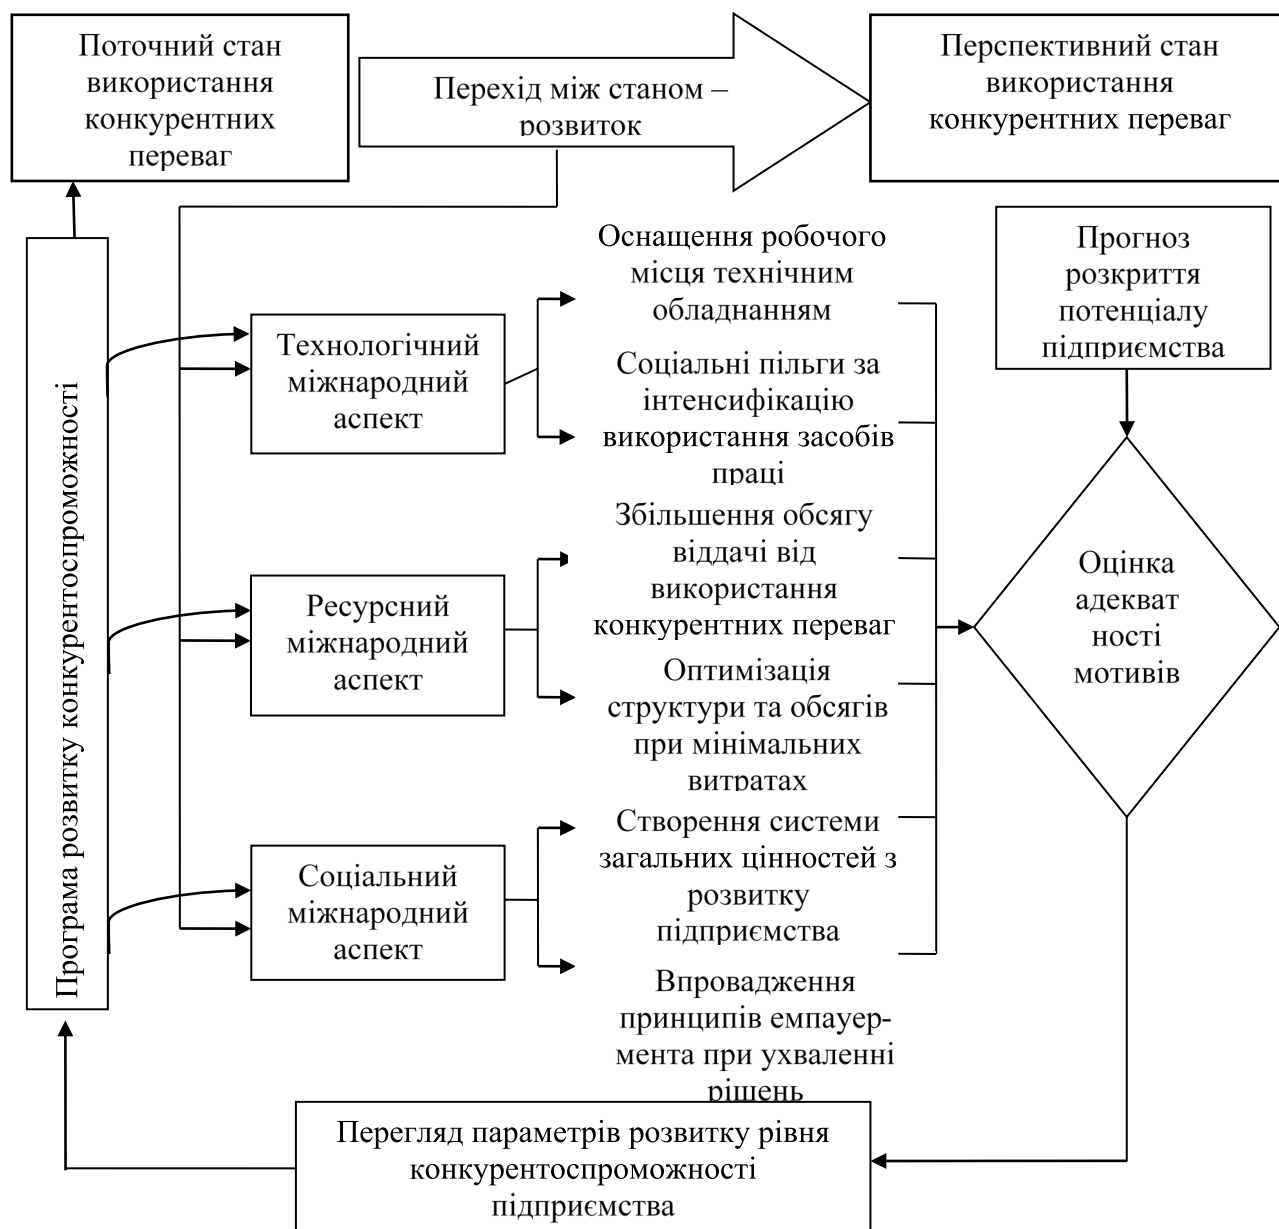 Поточний стан
використання
конкурентних
переваг
Перехід між станом –
розвиток
Перспективний стан
використання
конкурентних переваг
Програма розвитку конкурентоспроможності
Технологічний
міжнародний
аспект
Ресурсний
міжнародний
аспект
Соціальний
міжнародний
аспект
Оснащення робочого
місця технічним
обладнанням
Соціальні пільги за
інтенсифікацію
використання засобів
праці
Збільшення обсягу
віддачі від
використання
конкурентних переваг
Оптимізація
структури та обсягів
при мінімальних
витратах
Створення системи
загальних цінностей з
розвитку
підприємства
Впровадження
принципів емпауер-
мента при ухваленні
рішень
Прогноз
розкриття
потенціалу
підприємства
Оцінка
адекват
ності
мотивів
Перегляд параметрів розвитку рівня
конкурентоспроможності
підприємства